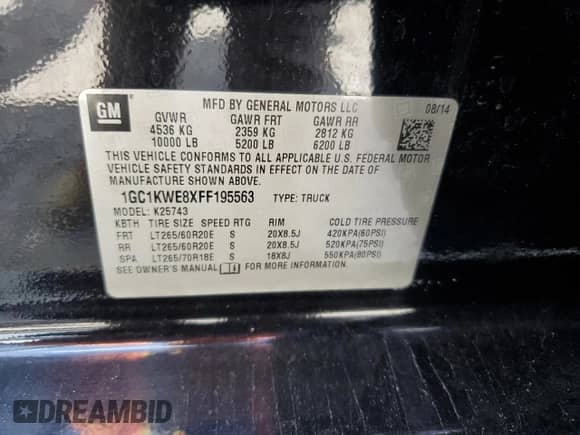 GM
MFD BY GENERAL MOTORS LLC 08/14
GVWR GAWR FRT GAWR RR
4536 KG 2359 KG 2812 KG
10000 LB 5200 LB 6200 LB
THIS VEHICLE CONFORMS TO ALL APPLICABLE U.S. FEDERAL MOTOR
VEHICLE SAFETY STANDARDS IN EFFECT ON THE DATE OF
MANUFACTURE SHOWN ABOVE.
1GC1KWE8XFF195563 TYPE: TRUCK
MODEL: K25743
KBTH TIRE SIZE SPEED RTG RIM COLD TIRE PRESSURE
FRT LT265/60R20E S 20X8.5J 420KPA(60PSI)
RR LT265/60R20E S 20X8.5J 520KPA(75PSI)
SPA LT265/70R18E S 18X8J 550KPA(80PSI)
SEE OWNER'S MANUAL FOR MORE INFORMATION.
DREAMBID